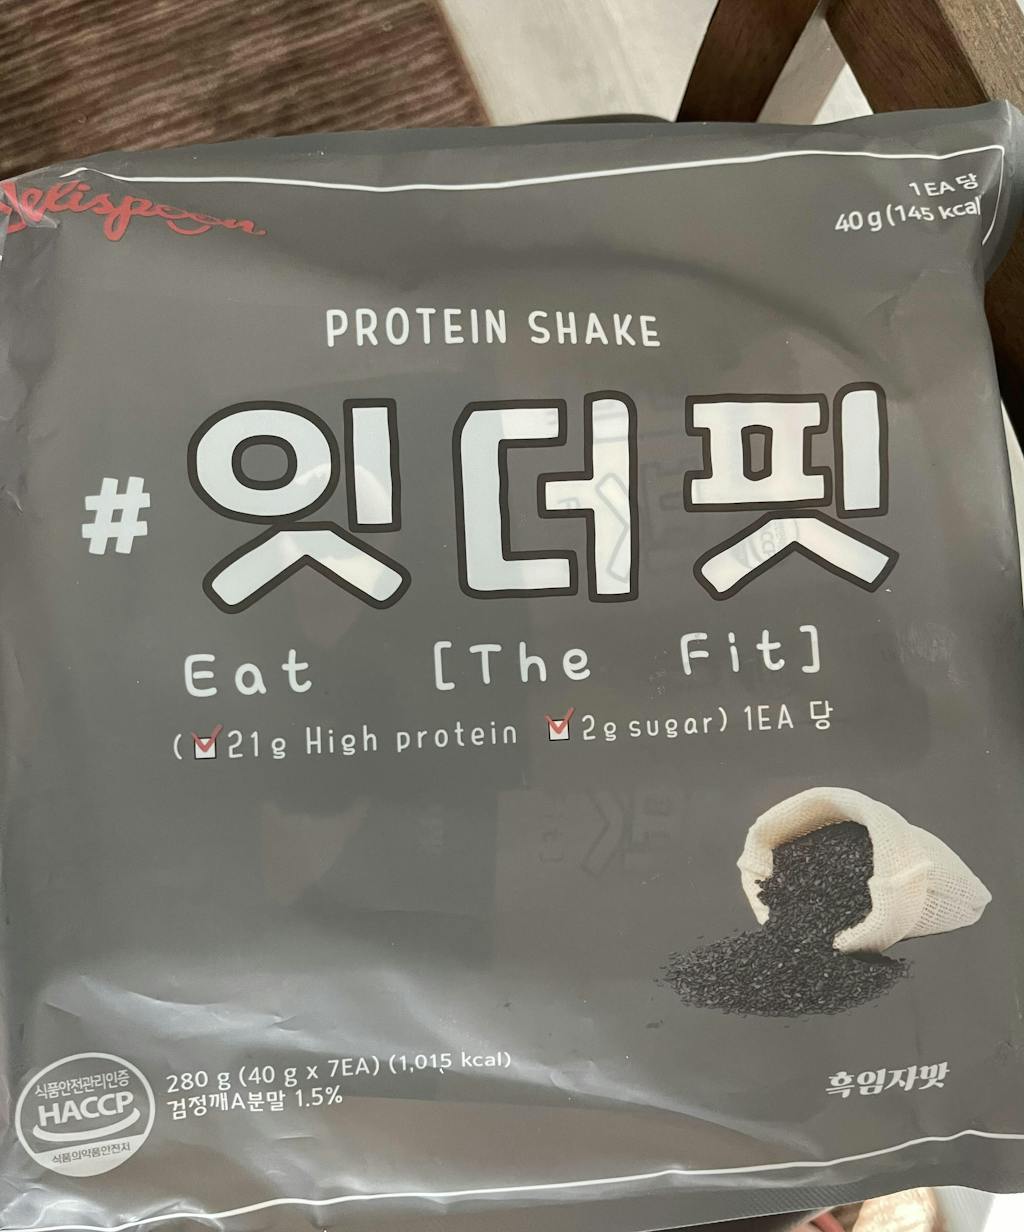 Delispoon
1EA 당
40 g (145 kcal
PROTEIN SHAKE
#잇더핏
Eat [The Fit]
(21g High protein 2g sugar) 1EA 당
280 g (40 g x 7EA) (1,015 kcal)
검정깨A분말 1.5%
흑임자맛
식품안전관리인증
HACCP
식품의약품안전처